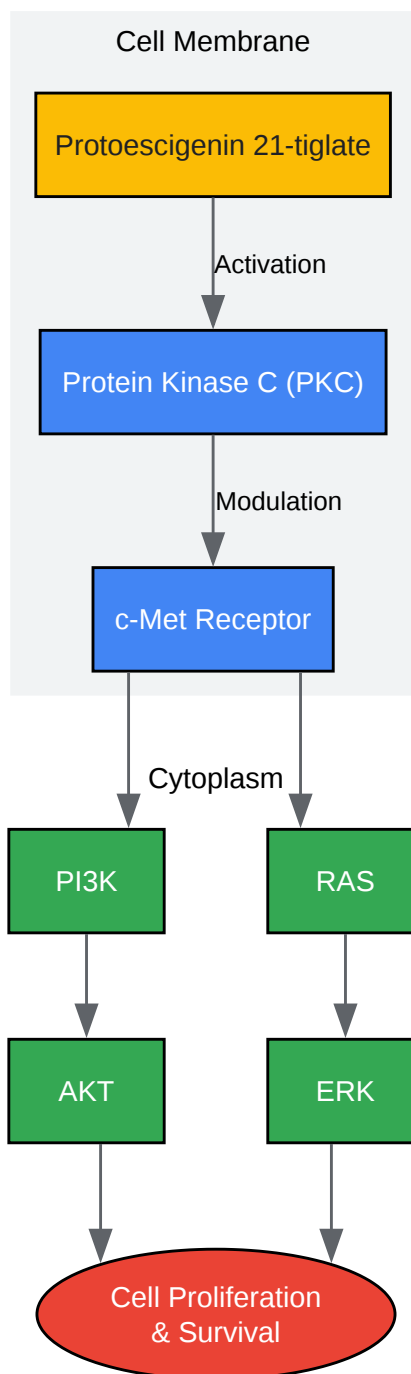 Cell Membrane
Protoescigenin 21-tiglate
Activation
Protein Kinase C (PKC)
Modulation
c-Met Receptor
Cytoplasm
PI3K
RAS
AKT
ERK
Cell Proliferation
& Survival